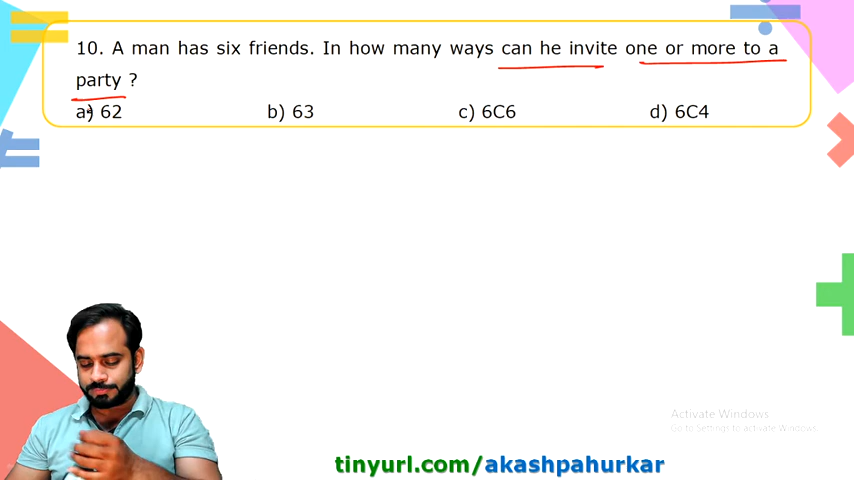 10. A man has six friends. In how many ways can he invite one or more to a
party ?
a) 62 b) 63 c) 6C6 d) 6C4
Activate Windows
Go to Settings to activate Windows.
tinyurl.com/akashpahurkar